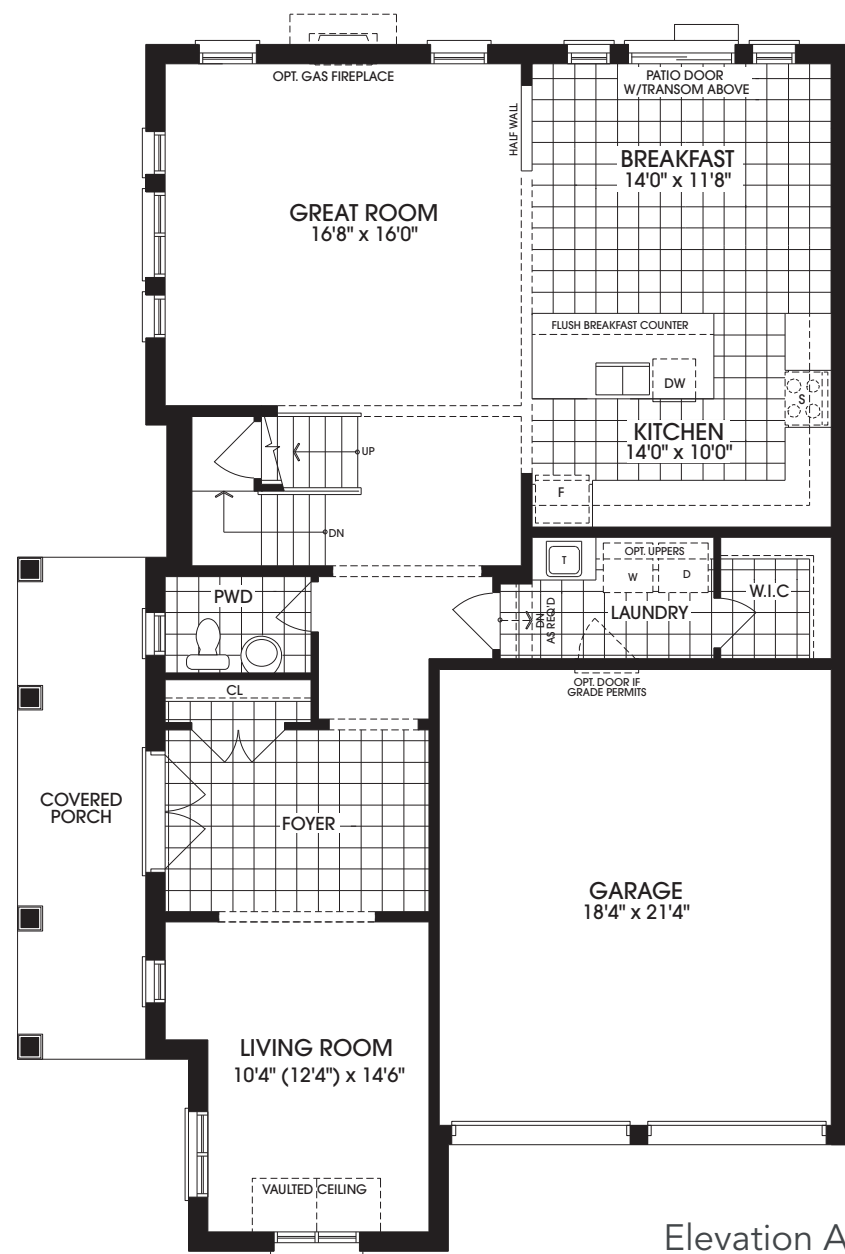 OPT. GAS FIREPLACE
PATIO DOOR
W/TRANSOM ABOVE
HALF WALL
BREAKFAST
14'0" x 11'8"
GREAT ROOM
16'8" x 16'0"
FLUSH BREAKFAST COUNTER
DW
S
KITCHEN
14'0" x 10'0"
UP
F
DN
T
OPT. UPPERS
W
D
W.I.C
PWD
LAUNDRY
DN
AS REQ'D
CL
OPT. DOOR IF
GRADE PERMITS
COVERED
PORCH
FOYER
GARAGE
18'4" x 21'4"
LIVING ROOM
10'4" (12'4") x 14'6"
VAULTED CEILING
Elevation A